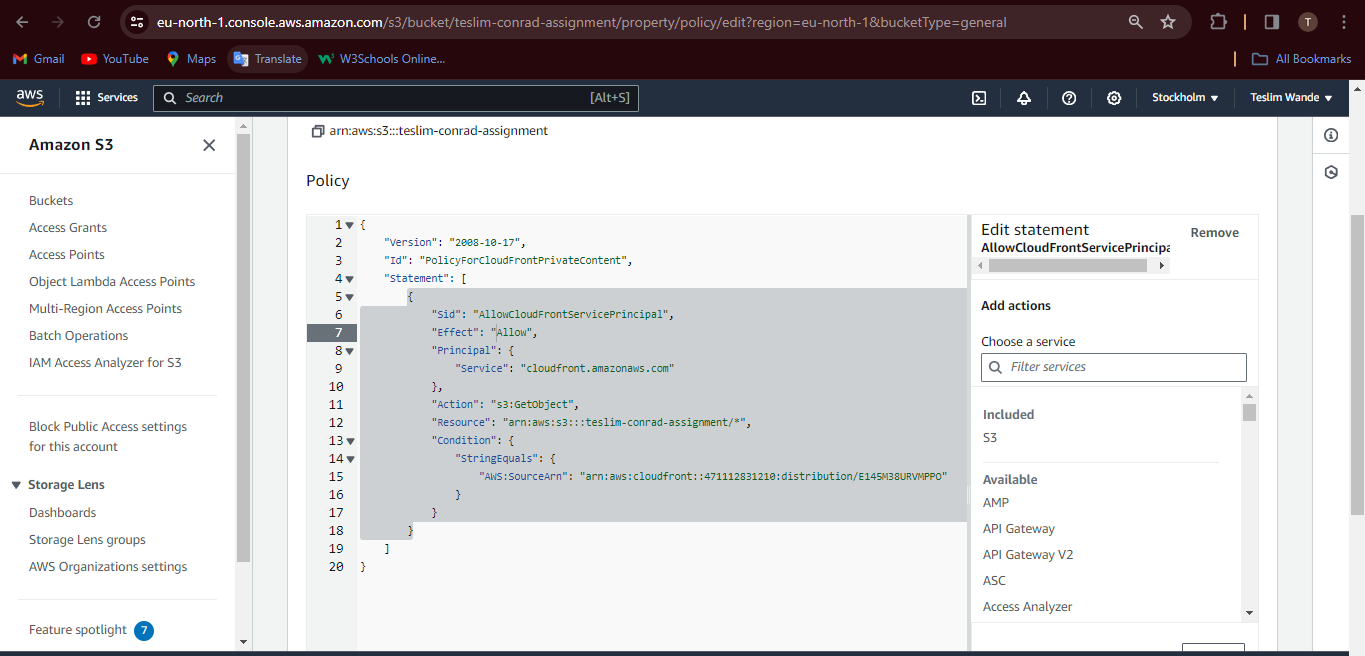 eu-north-1.console.aws.amazon.com/s3/bucket/teslim-conrad-assignment/property/policy/edit?region=eu-north-1&bucketType=general
T
Gmail YouTube Maps Translate W3Schools Online... All Bookmarks
aws Services Search [Alt+S] Stockholm Teslim Wande
Amazon S3
Buckets
Access Grants
Access Points
Object Lambda Access Points
Multi-Region Access Points
Batch Operations
IAM Access Analyzer for S3
Block Public Access settings
for this account
Storage Lens
Dashboards
Storage Lens groups
AWS Organizations settings
Feature spotlight 7
arn:aws:s3:::teslim-conrad-assignment
Policy
1 {
2 "Version": "2008-10-17",
3 "Id": "PolicyForCloudFrontPrivateContent",
4 "Statement": [
5 {
6 "Sid": "AllowCloudFrontServicePrincipal",
7 "Effect": "Allow",
8 "Principal": {
9 "Service": "cloudfront.amazonaws.com"
10 },
11 "Action": "s3:GetObject",
12 "Resource": "arn:aws:s3:::teslim-conrad-assignment/*",
13 "Condition": {
14 "StringEquals": {
15 "AWS:SourceArn": "arn:aws:cloudfront::471112831210:distribution/E145M38URVMPPO"
16 }
17 }
18 }
19 ]
20 }
Edit statement
Remove
AllowCloudFrontServicePrincipa
Add actions
Choose a service
Filter services
Included
S3
Available
AMP
API Gateway
API Gateway V2
ASC
Access Analyzer